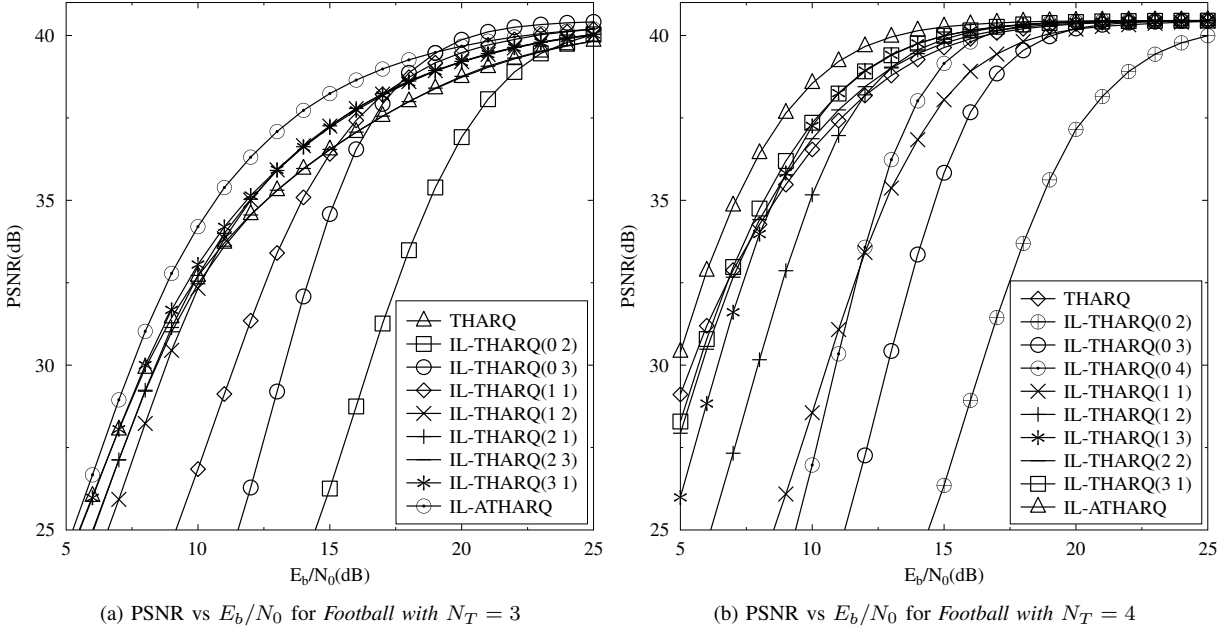 40
35
30
25
PSNR(dB)
5 10 15 20 25
E_b/N_0(dB)
THARQ
IL-THARQ(0 2)
IL-THARQ(0 3)
IL-THARQ(1 1)
IL-THARQ(1 2)
IL-THARQ(2 1)
IL-THARQ(2 3)
IL-THARQ(3 1)
IL-ATHARQ
(a) PSNR vs E_b/N_0 for Football with N_T = 3
40
35
30
25
PSNR(dB)
5 10 15 20 25
E_b/N_0(dB)
THARQ
IL-THARQ(0 2)
IL-THARQ(0 3)
IL-THARQ(0 4)
IL-THARQ(1 1)
IL-THARQ(1 2)
IL-THARQ(1 3)
IL-THARQ(2 2)
IL-THARQ(3 1)
IL-ATHARQ
(b) PSNR vs E_b/N_0 for Football with N_T = 4